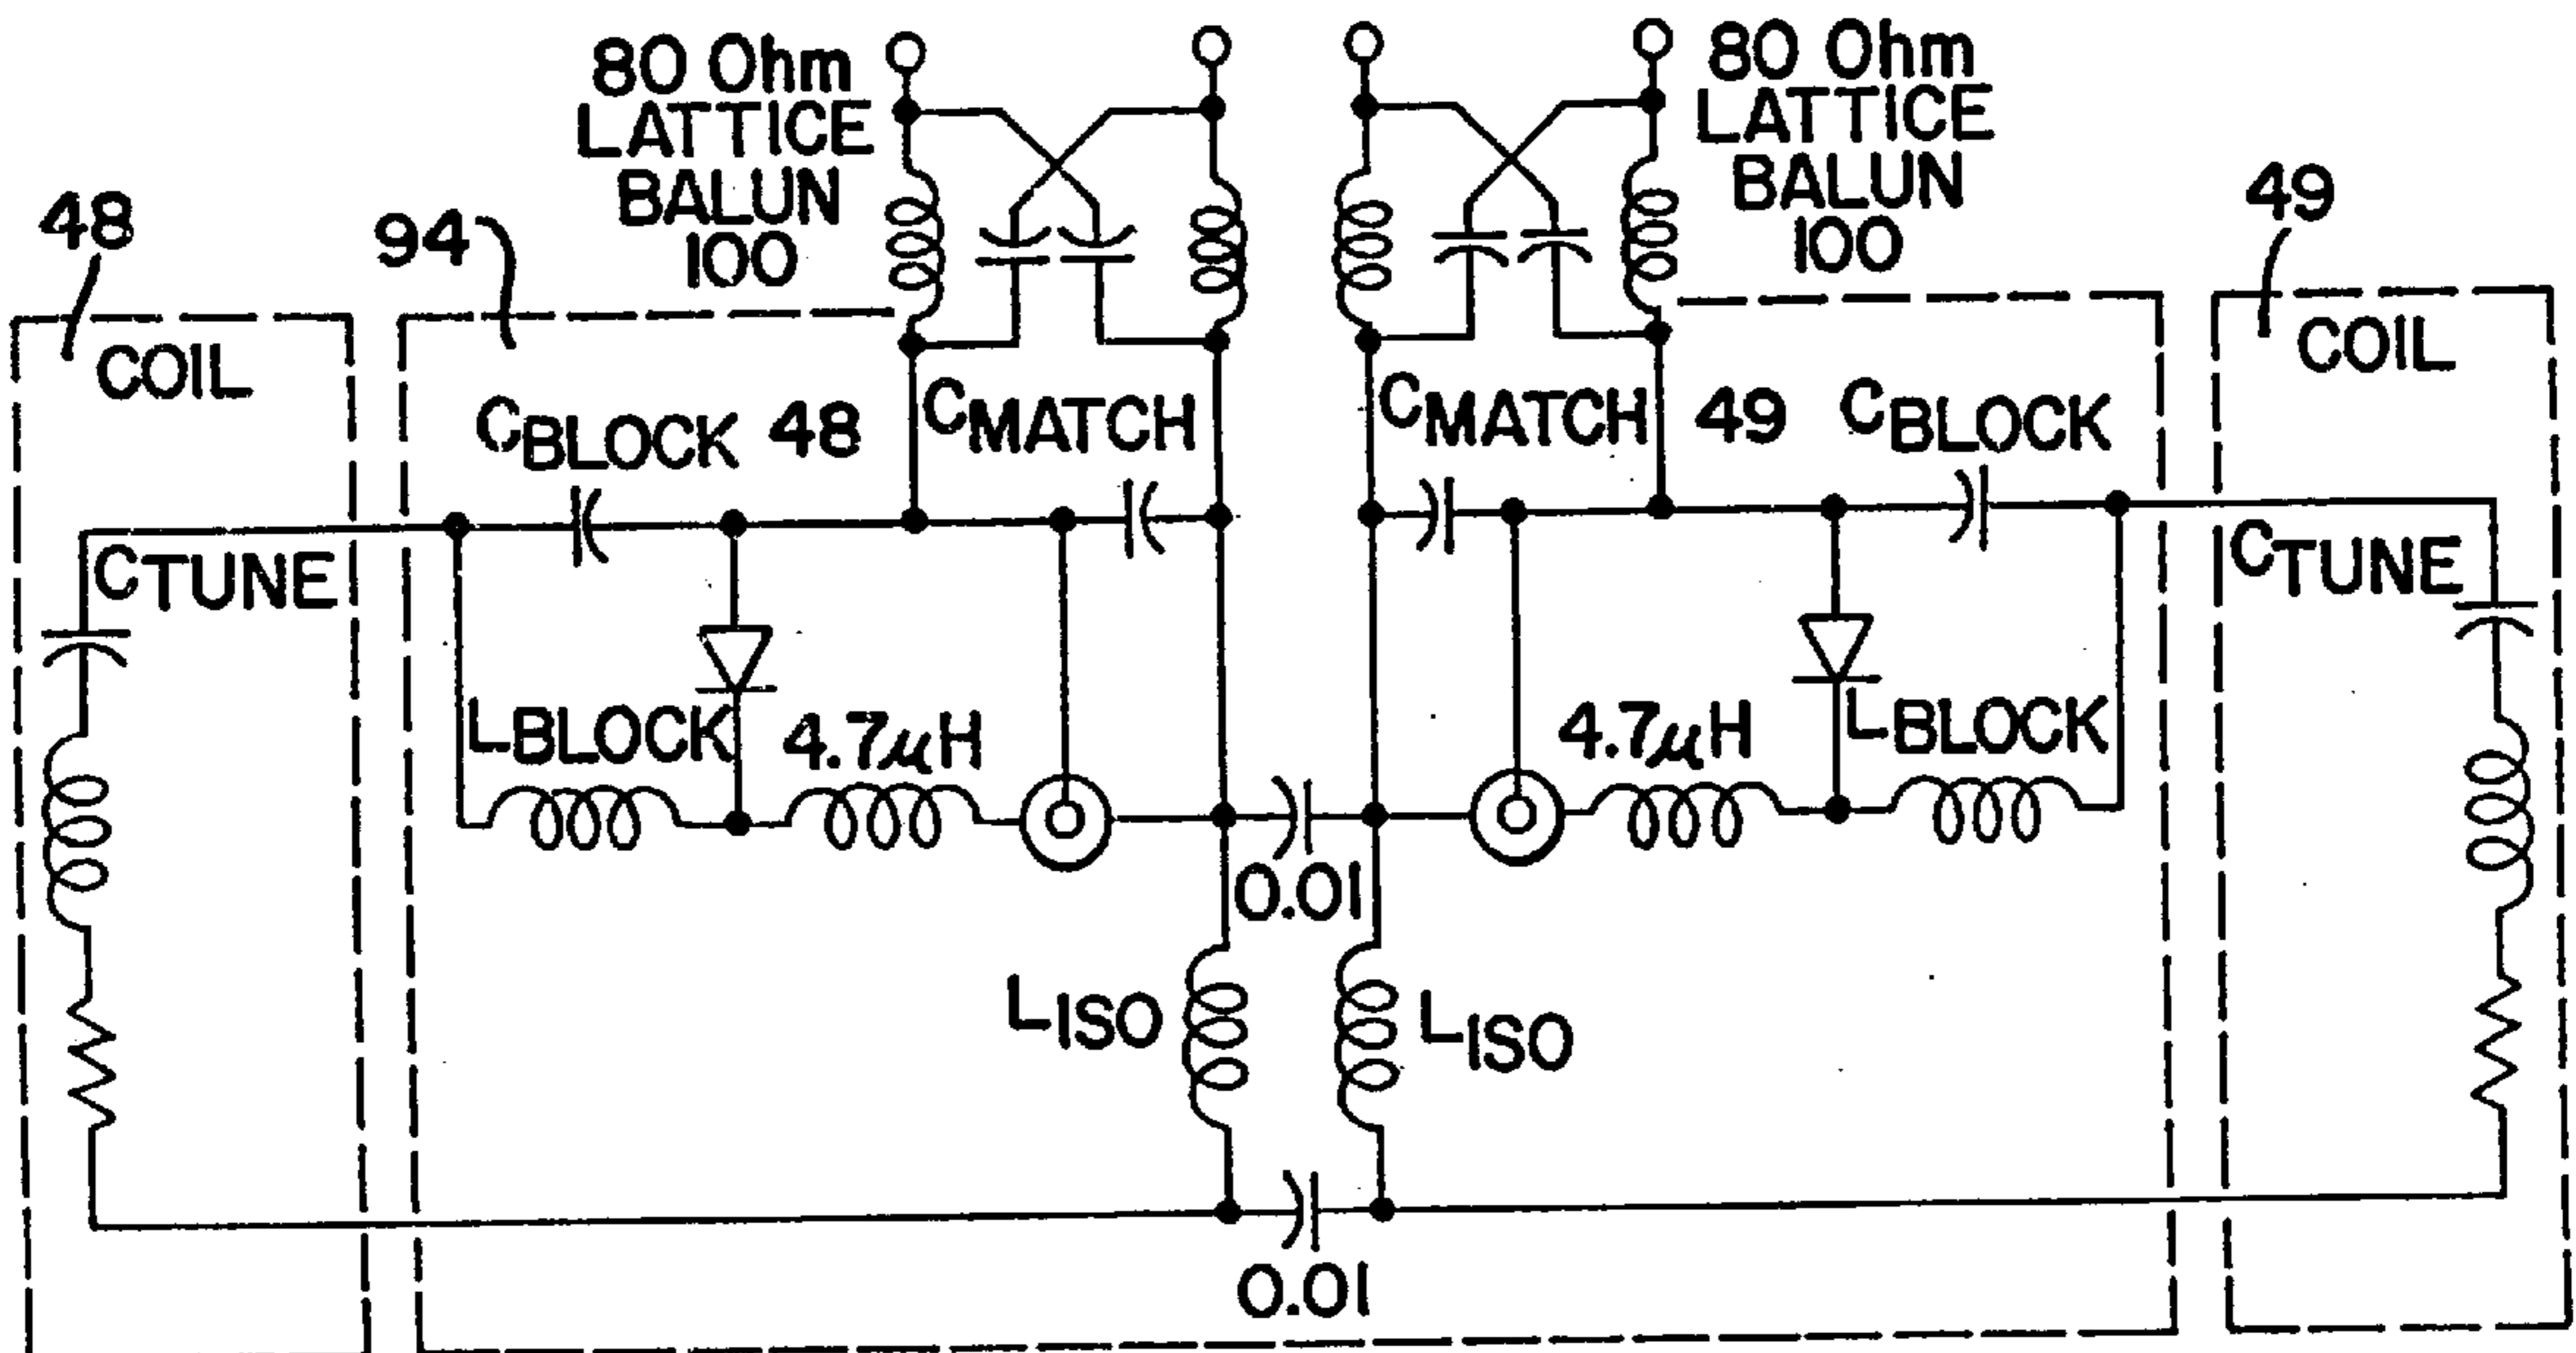 80 Ohm
LATTICE
BALUN
100
80 Ohm
LATTICE
BALUN
100
48
94
49
COIL
COIL
CBLOCK 48
CMATCH
CMATCH 49
CBLOCK
CTUNE
CTUNE
LBLOCK
4.7μH
4.7μH
LBLOCK
0.01
LISO
LISO
0.01